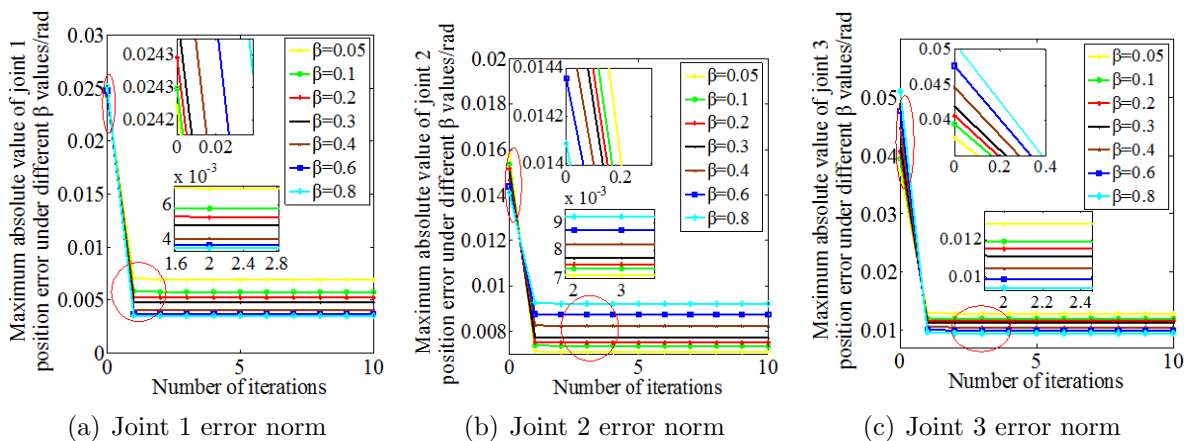 Maximum absolute value of joint 1
position error under different β values/rad
0.03
0.025
0.02
0.015
0.01
0.005
0
0.0243
0.0243
0.0242
0.0242
0 0.02
β=0.05
β=0.1
β=0.2
β=0.3
β=0.4
β=0.6
β=0.8
x 10⁻³
6
4
1.6 2 2.4 2.8
0 5 10
Number of iterations
(a) Joint 1 error norm
Maximum absolute value of joint 2
position error under different β values/rad
0.02
0.018
0.016
0.014
0.012
0.01
0.008
0.0144
0.0142
0.014
0 0.2
β=0.05
β=0.1
β=0.2
β=0.3
β=0.4
β=0.6
β=0.8
x 10⁻³
9
8
7
2 3
0 5 10
Number of iterations
(b) Joint 2 error norm
Maximum absolute value of joint 3
position error under different β values/rad
0.06
0.05
0.04
0.03
0.02
0.01
0.05
0.045
0.04
0 0.2 0.4
β=0.05
β=0.1
β=0.2
β=0.3
β=0.4
β=0.6
β=0.8
0.012
0.01
2 2.2 2.4
0 5 10
Number of iterations
(c) Joint 3 error norm